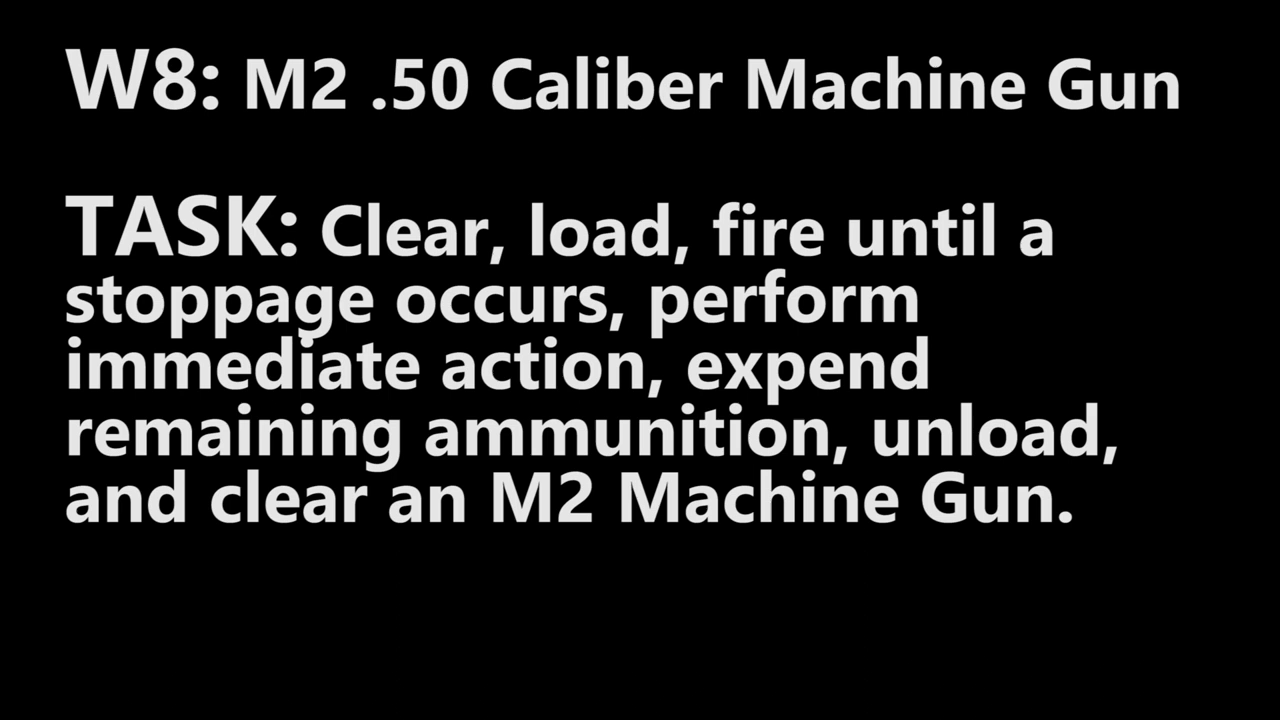 W8: M2 .50 Caliber Machine Gun
TASK: Clear, load, fire until a
stoppage occurs, perform
immediate action, expend
remaining ammunition, unload,
and clear an M2 Machine Gun.